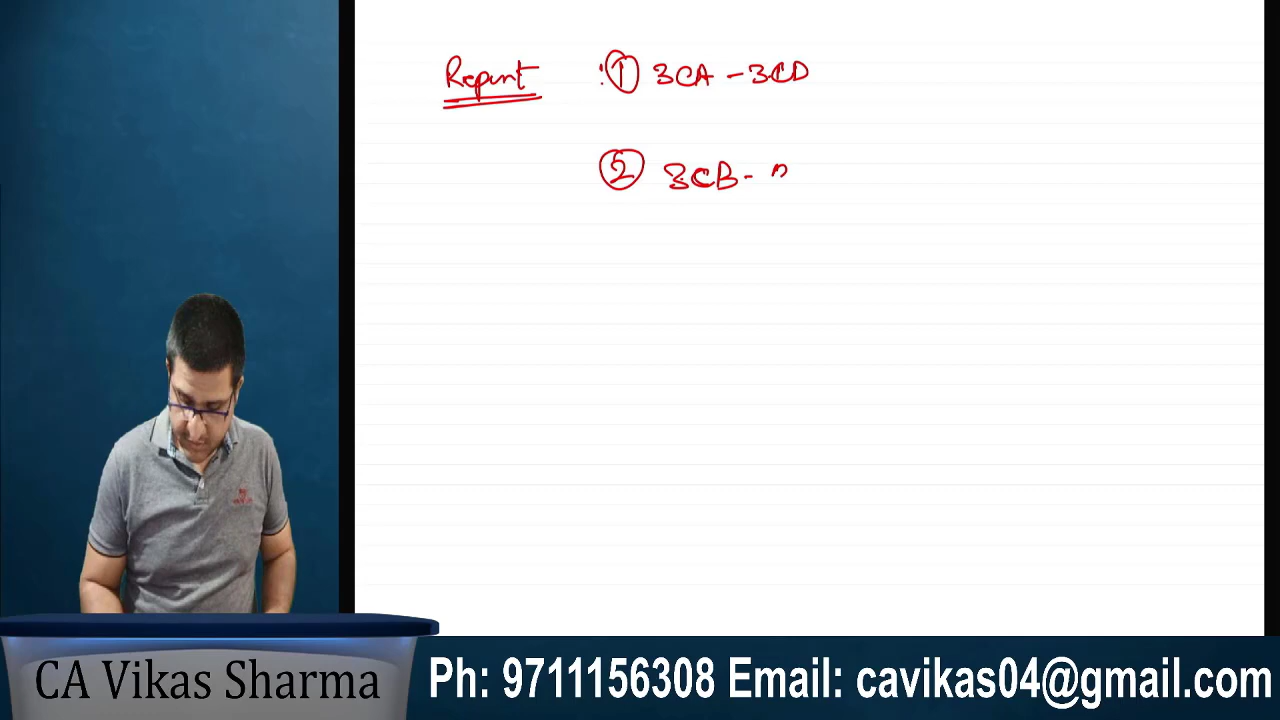 Report :① 3CA - 3CD
② 3CB -
CA Vikas Sharma
Ph: 9711156308 Email: cavikas04@gmail.com